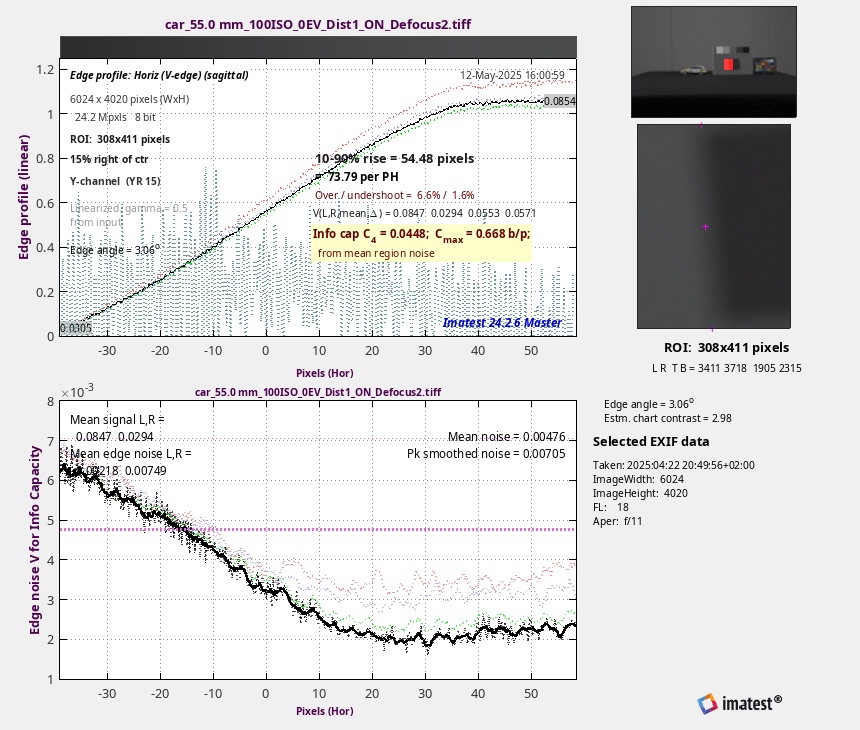 car_55.0 mm_100ISO_0EV_Dist1_ON_Defocus2.tiff
Edge profile: Horiz (V-edge) (sagittal)
12-May-2025 16:00:59
6024 x 4020 pixels (WxH)
24.2 Mpxls 8 bit
ROI: 308x411 pixels
15% right of ctr
Y-channel (YR 15)
Linearized, gamma = 0.5
from input
Edge angle = 3.06o
0.0854
10-90% rise = 54.48 pixels
= 73.79 per PH
Over./ undershoot = 6.6% / 1.6%
V(L,R,mean,Δ) = 0.0847 0.0294 0.0553 0.0571
Info cap C4 = 0.0448; Cmax = 0.668 b/p;
from mean region noise
Imatest 24.2.6 Master
0.0305
Edge profile (linear)
1.2
1
0.8
0.6
0.4
0.2
0
-30 -20 -10 0 10 20 30 40 50
Pixels (Hor)
car_55.0 mm_100ISO_0EV_Dist1_ON_Defocus2.tiff
×10-3
Mean signal L,R =
0.0847 0.0294
Mean edge noise L,R =
0.00218 0.00749
Mean noise = 0.00476
Pk smoothed noise = 0.00705
Edge noise V for Info Capacity
8
7
6
5
4
3
2
1
-30 -20 -10 0 10 20 30 40 50
Pixels (Hor)
ROI: 308x411 pixels
L R T B = 3411 3718 1905 2315
Edge angle = 3.06o
Estm. chart contrast = 2.98
Selected EXIF data
Taken: 2025:04:22 20:49:56+02:00
ImageWidth: 6024
ImageHeight: 4020
FL: 18
Aper: f/11
imatest®